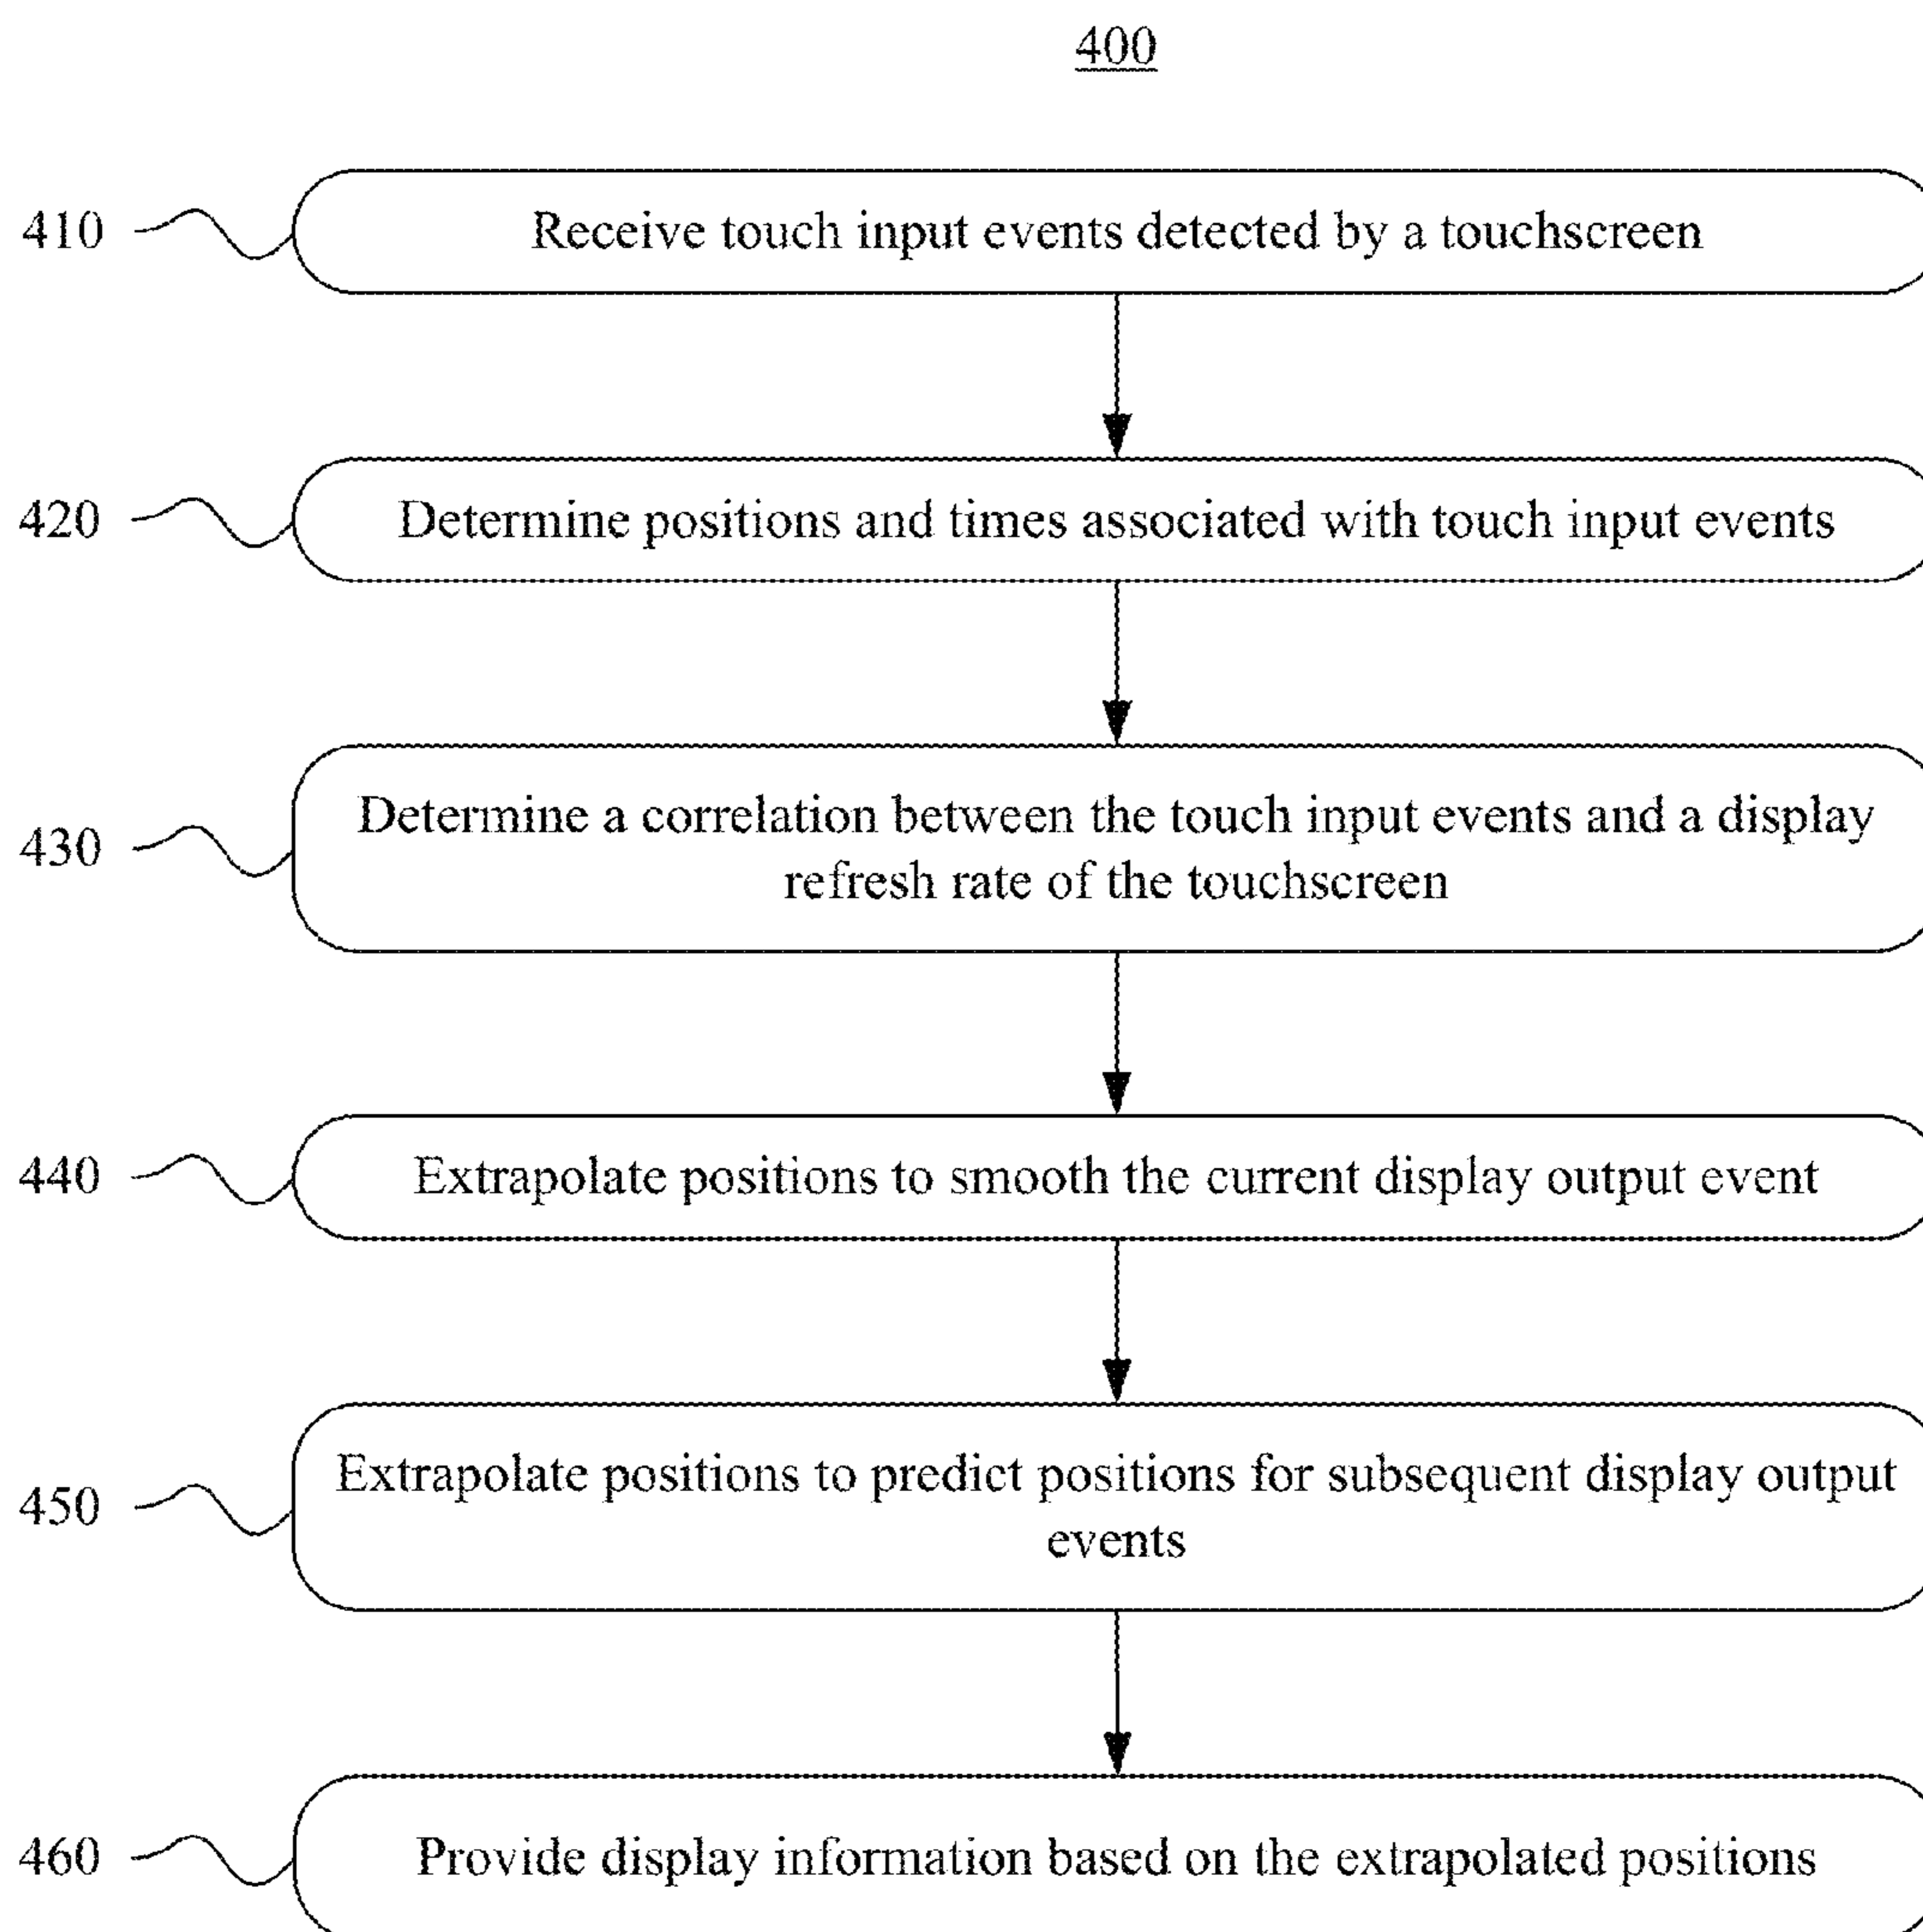 400
410
Receive touch input events detected by a touchscreen
420
Determine positions and times associated with touch input events
430
Determine a correlation between the touch input events and a display
refresh rate of the touchscreen
440
Extrapolate positions to smooth the current display output event
450
Extrapolate positions to predict positions for subsequent display output
events
460
Provide display information based on the extrapolated positions